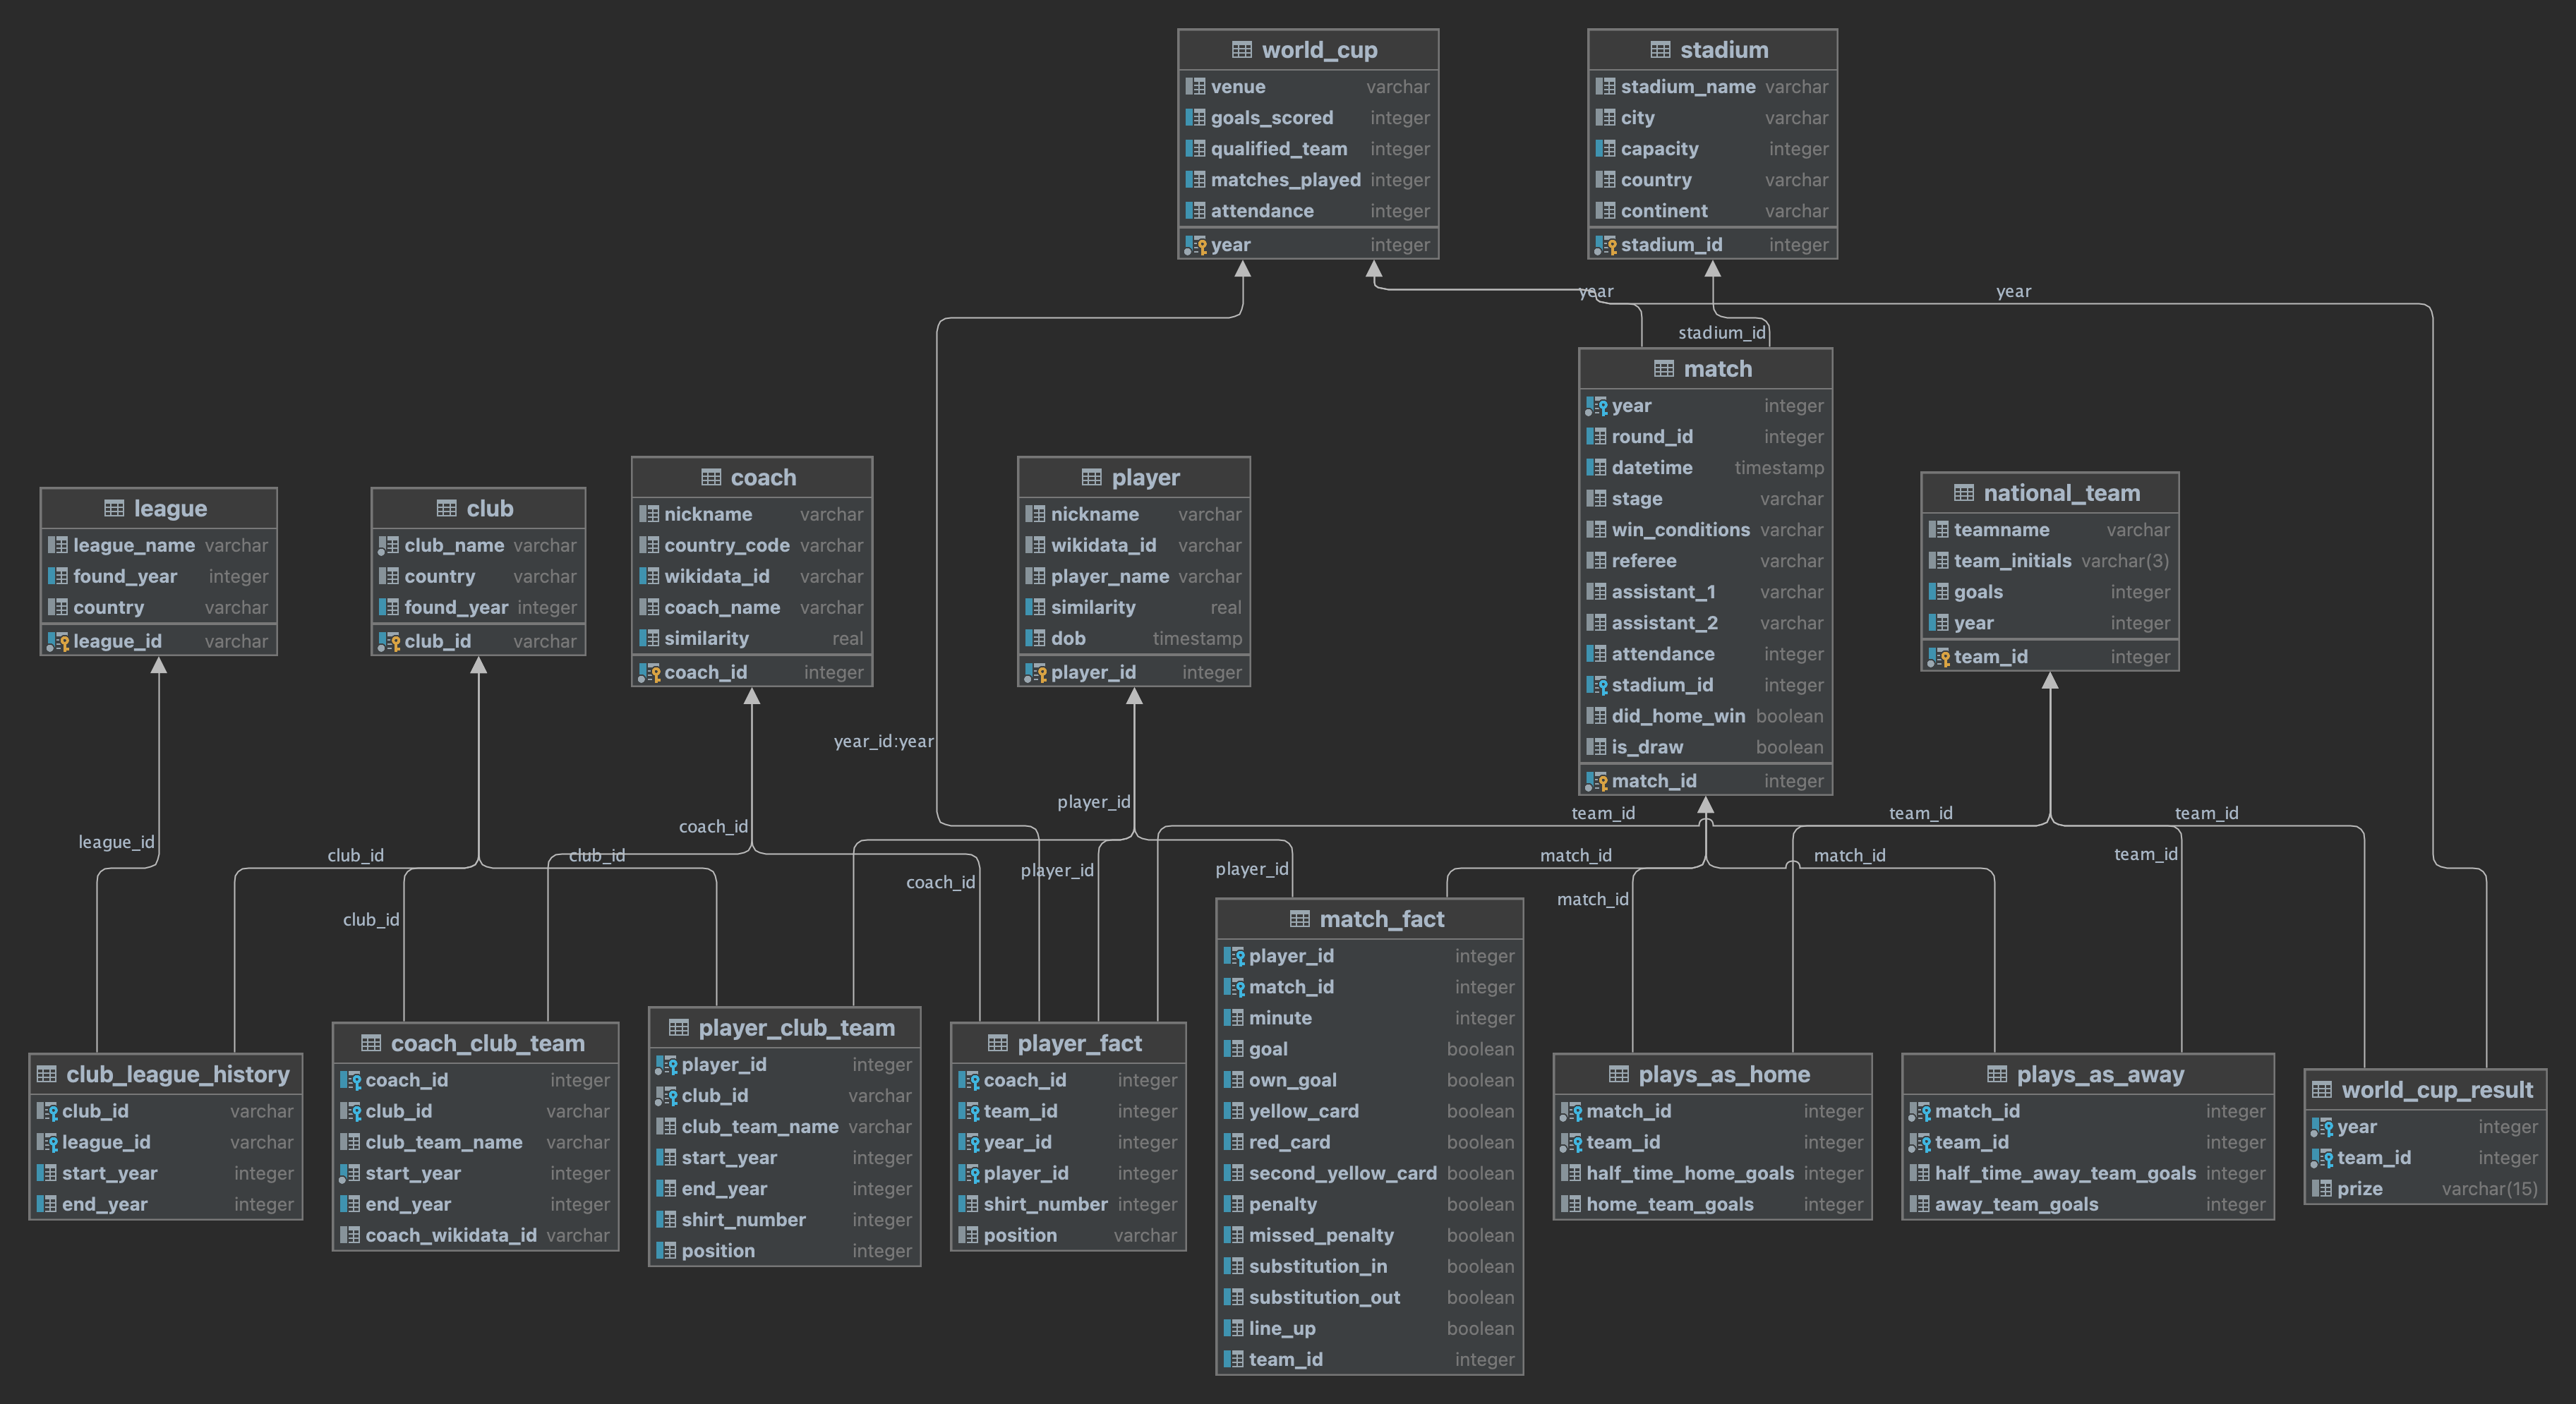 world_cup
venue varchar
goals_scored integer
qualified_team integer
matches_played integer
attendance integer
year integer
stadium
stadium_name varchar
city varchar
capacity integer
country varchar
continent varchar
stadium_id integer
year
year
stadium_id
match
year integer
round_id integer
datetime timestamp
stage varchar
win_conditions varchar
referee varchar
assistant_1 varchar
assistant_2 varchar
attendance integer
stadium_id integer
did_home_win boolean
is_draw boolean
match_id integer
league
league_name varchar
found_year integer
country varchar
league_id varchar
club
club_name varchar
country varchar
found_year integer
club_id varchar
coach
nickname varchar
country_code varchar
wikidata_id varchar
coach_name varchar
similarity real
coach_id integer
player
nickname varchar
wikidata_id varchar
player_name varchar
similarity real
dob timestamp
player_id integer
national_team
teamname varchar
team_initials varchar(3)
goals integer
year integer
team_id integer
year_id:year
player_id
team_id
team_id
team_id
coach_id
league_id
club_id
club_id
match_id
match_id
team_id
player_id
player_id
coach_id
match_id
club_id
club_league_history
club_id varchar
league_id varchar
start_year integer
end_year integer
coach_club_team
coach_id integer
club_id varchar
club_team_name varchar
start_year integer
end_year integer
coach_wikidata_id varchar
player_club_team
player_id integer
club_id varchar
club_team_name varchar
start_year integer
end_year integer
shirt_number integer
position integer
player_fact
coach_id integer
team_id integer
year_id integer
player_id integer
shirt_number integer
position varchar
match_fact
player_id integer
match_id integer
minute integer
goal boolean
own_goal boolean
yellow_card boolean
red_card boolean
second_yellow_card boolean
penalty boolean
missed_penalty boolean
substitution_in boolean
substitution_out boolean
line_up boolean
team_id integer
plays_as_home
match_id integer
team_id integer
half_time_home_goals integer
home_team_goals integer
plays_as_away
match_id integer
team_id integer
half_time_away_team_goals integer
away_team_goals integer
world_cup_result
year integer
team_id integer
prize varchar(15)